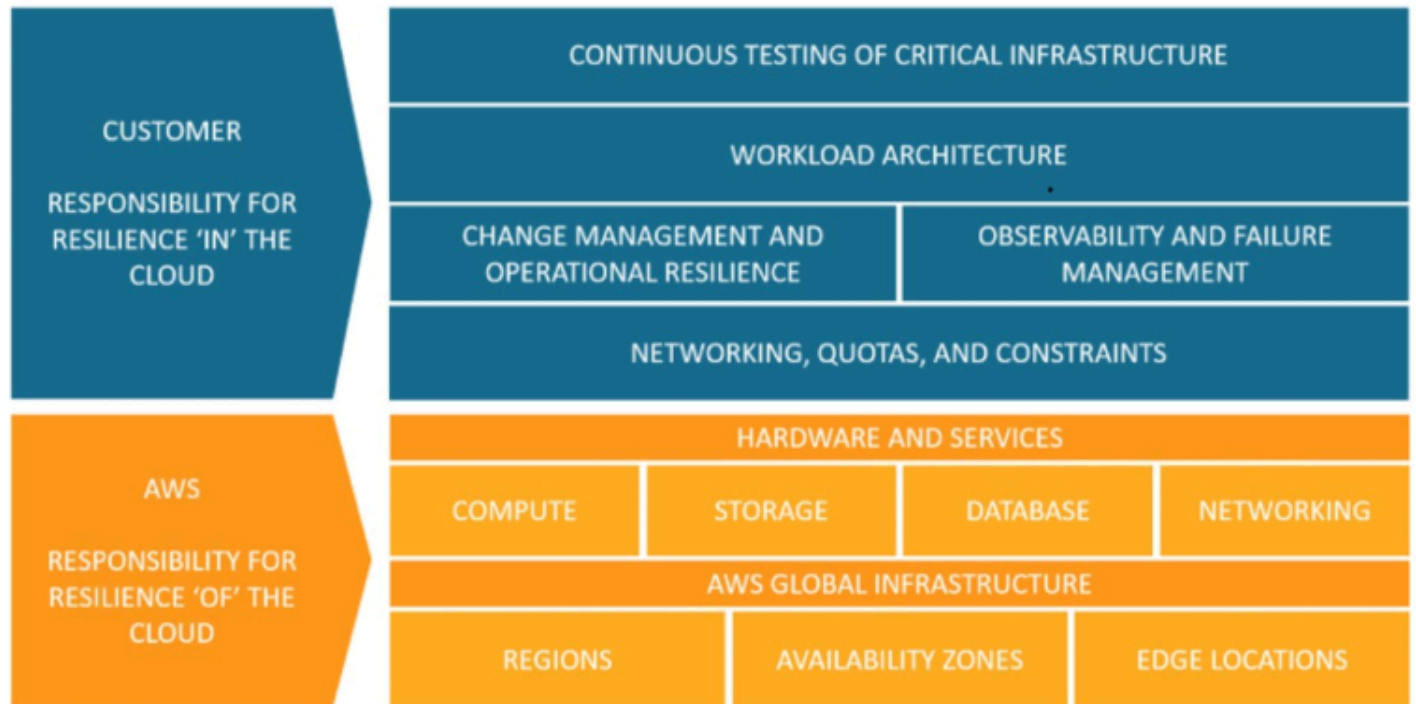 CUSTOMER
RESPONSIBILITY FOR
RESILIENCE ‘IN’ THE
CLOUD
CONTINUOUS TESTING OF CRITICAL INFRASTRUCTURE
WORKLOAD ARCHITECTURE
CHANGE MANAGEMENT AND
OPERATIONAL RESILIENCE
OBSERVABILITY AND FAILURE
MANAGEMENT
NETWORKING, QUOTAS, AND CONSTRAINTS
AWS
RESPONSIBILITY FOR
RESILIENCE ‘OF’ THE
CLOUD
HARDWARE AND SERVICES
COMPUTE
STORAGE
DATABASE
NETWORKING
AWS GLOBAL INFRASTRUCTURE
REGIONS
AVAILABILITY ZONES
EDGE LOCATIONS